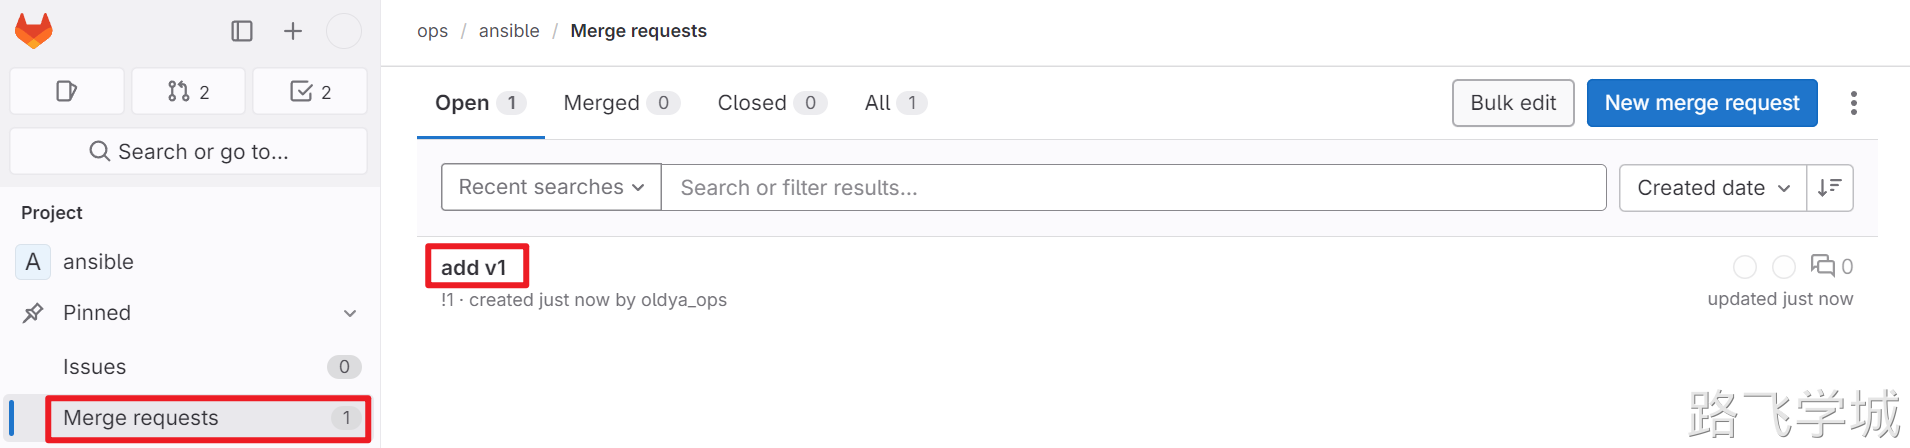 ops / ansible / Merge requests
2
2
Search or go to...
Project
A ansible
Pinned
Issues 0
Merge requests 1
Open 1 Merged 0 Closed 0 All 1
Bulk edit
New merge request
Recent searches
Search or filter results...
Created date
add v1
!1 · created just now by oldya_ops
0
updated just now
路飞学城